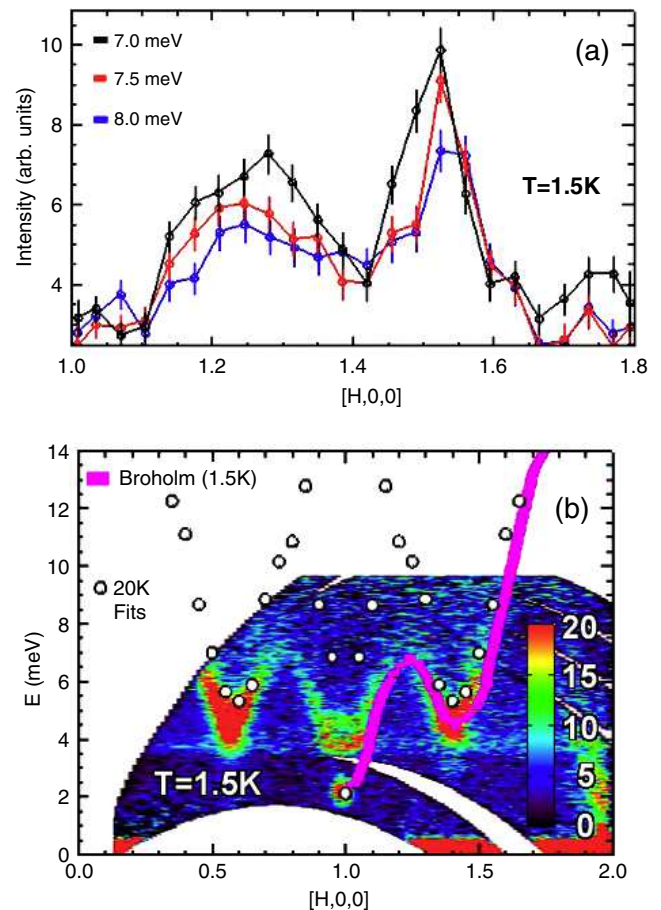 10
8
6
4
Intensity (arb. units)
7.0 meV
7.5 meV
8.0 meV
(a)
T=1.5K
1.0 1.2 1.4 1.6 1.8
[H,0,0]
14
12
10
8
6
4
2
0
E (meV)
Broholm (1.5K)
(b)
20K
Fits
20
15
10
5
0
T=1.5K
0.0 0.5 1.0 1.5 2.0
[H,0,0]